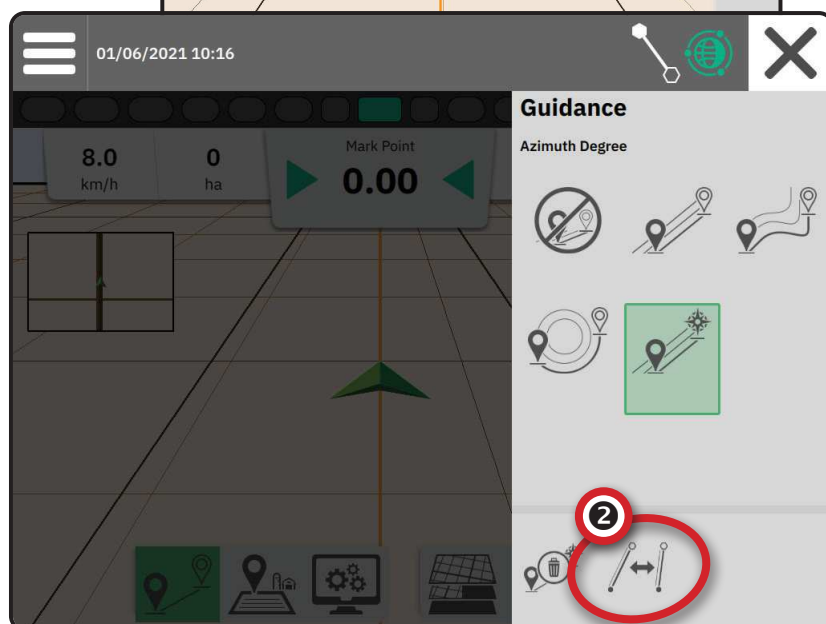 01/06/2021 10:16
Guidance
Azimuth Degree
8.0
km/h
0
ha
Mark Point
0.00
2